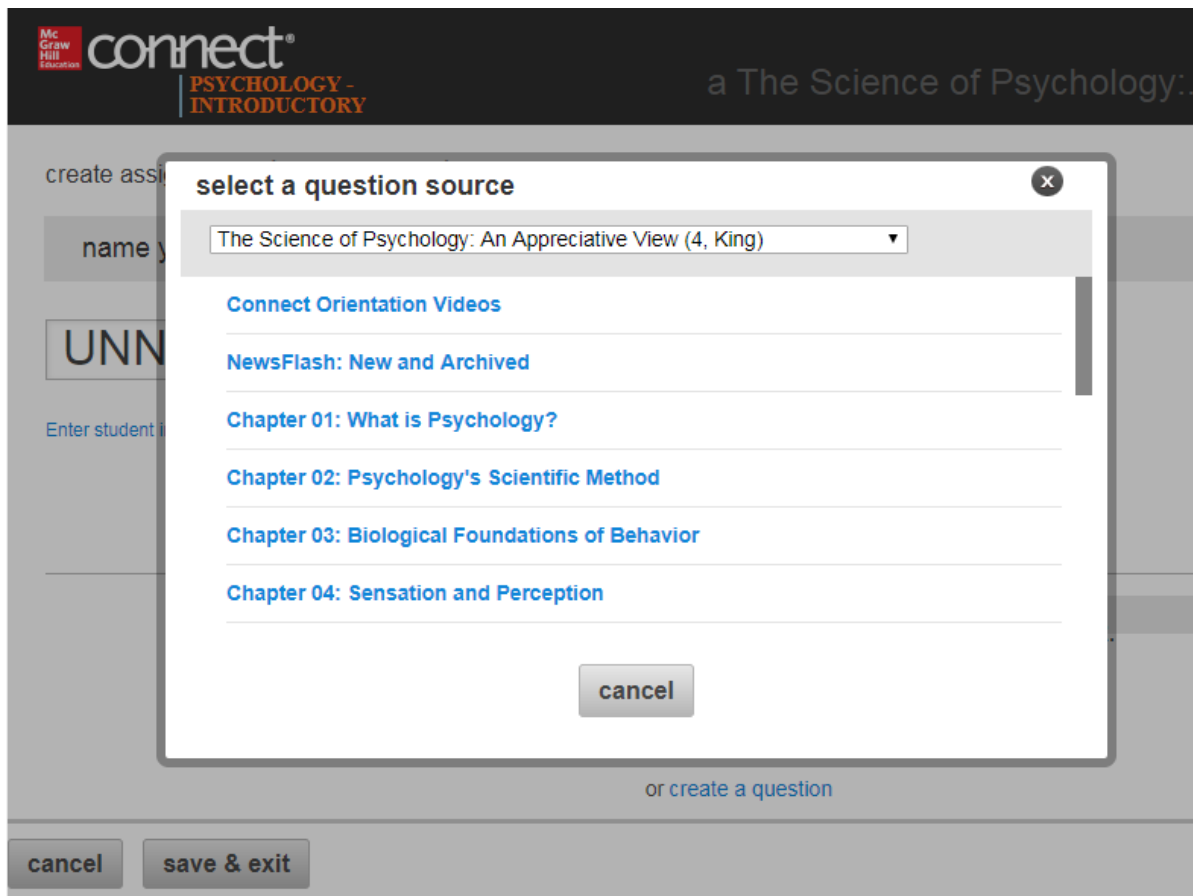 Mc
Graw
Hill
Education
connect®
PSYCHOLOGY -
INTRODUCTORY
a The Science of Psychology:.
create assi
select a question source
x
name y
The Science of Psychology: An Appreciative View (4, King)
Connect Orientation Videos
UNN
NewsFlash: New and Archived
Chapter 01: What is Psychology?
Enter student i
Chapter 02: Psychology's Scientific Method
Chapter 03: Biological Foundations of Behavior
Chapter 04: Sensation and Perception
cancel
or create a question
cancel
save & exit